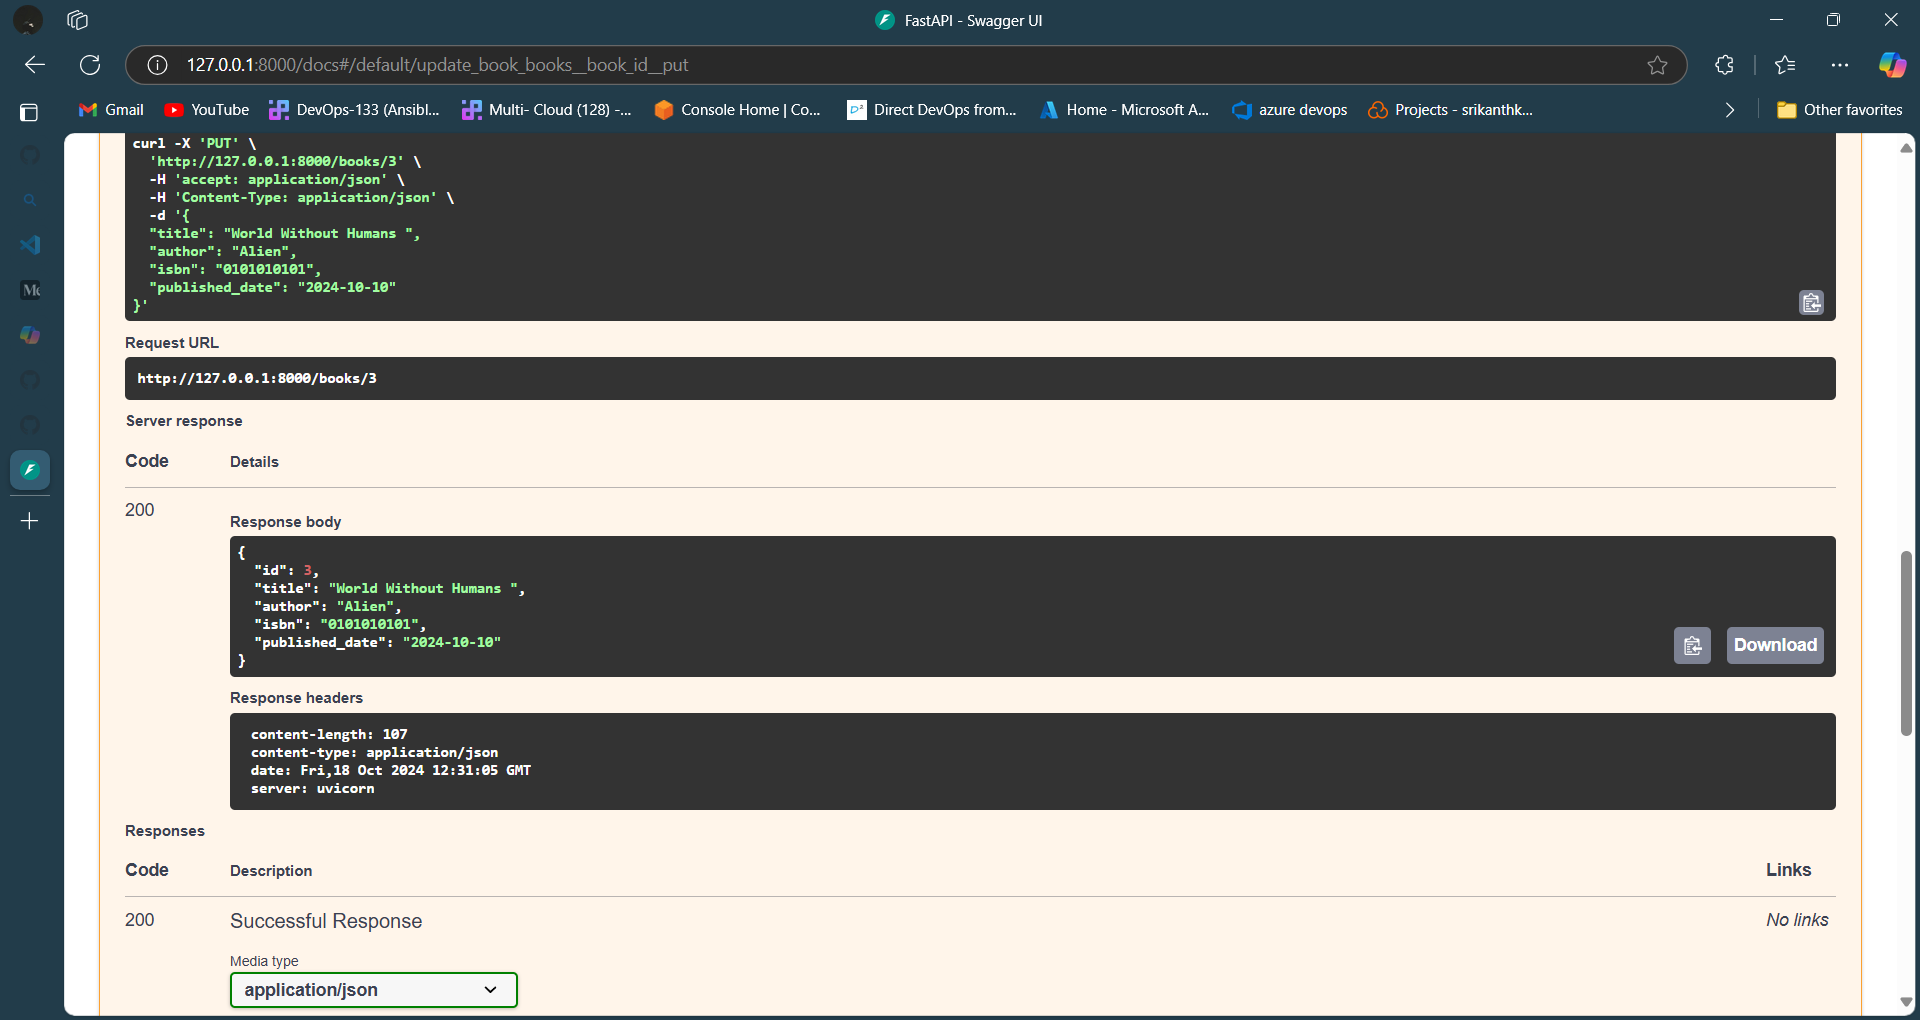 FastAPI - Swagger UI
127.0.0.1:8000/docs#/default/update_book_books__book_id__put
Gmail
YouTube
DevOps-133 (Ansibl...
Multi- Cloud (128) -...
Console Home | Co...
Direct DevOps from...
Home - Microsoft A...
azure devops
Projects - srikanthk...
Other favorites
curl -X 'PUT' \
'http://127.0.0.1:8000/books/3' \
-H 'accept: application/json' \
-H 'Content-Type: application/json' \
-d '{
"title": "World Without Humans ",
"author": "Alien",
"isbn": "0101010101",
"published_date": "2024-10-10"
}'
Request URL
http://127.0.0.1:8000/books/3
Server response
Code Details
200
Response body
{
"id": 3,
"title": "World Without Humans ",
"author": "Alien",
"isbn": "0101010101",
"published_date": "2024-10-10"
}
Download
Response headers
content-length: 107
content-type: application/json
date: Fri,18 Oct 2024 12:31:05 GMT
server: uvicorn
Responses
Code Description Links
200 Successful Response No links
Media type
application/json